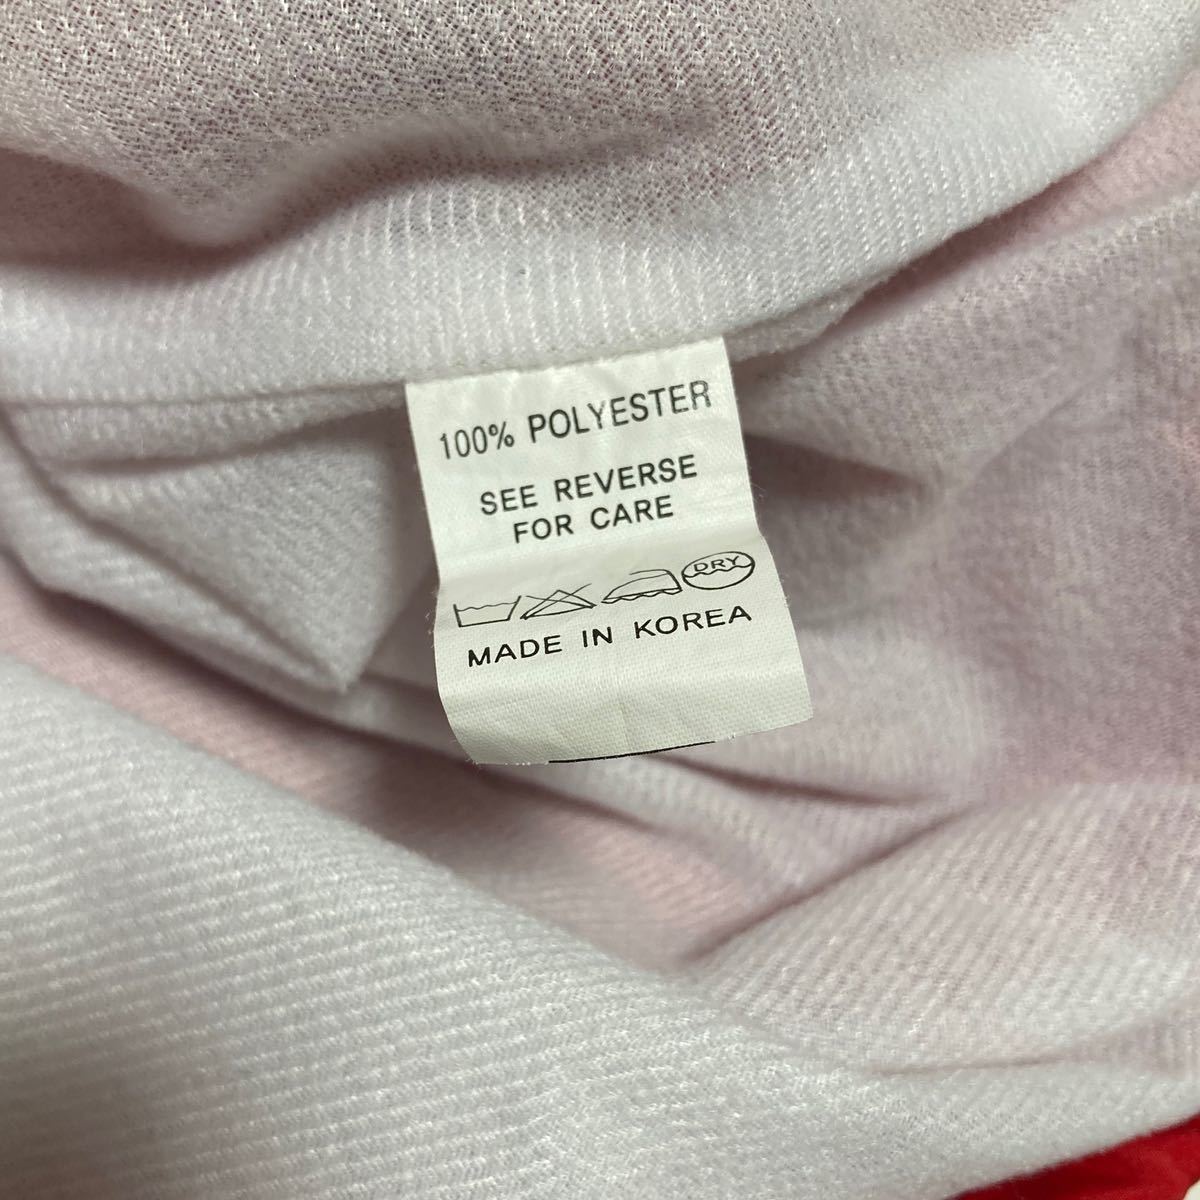 100% POLYESTER
SEE REVERSE
FOR CARE
DRY
MADE IN KOREA